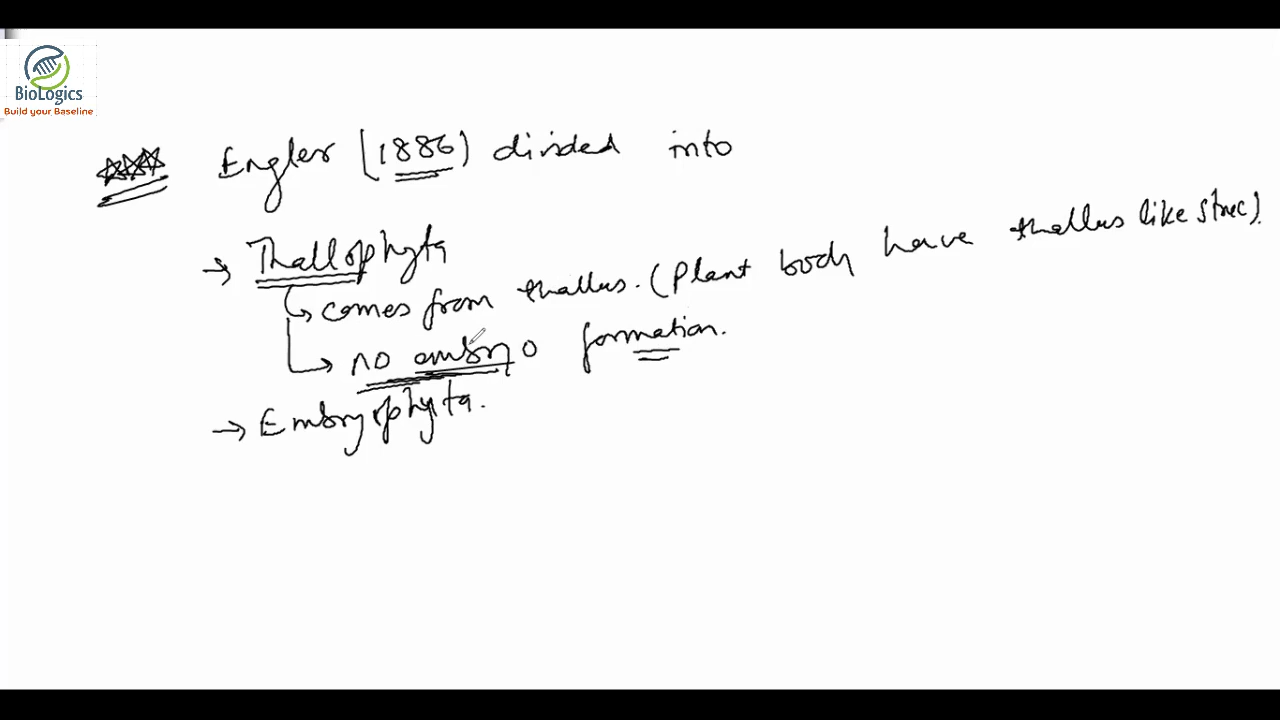 BioLogics
Build your Baseline
Engler (1886) divided into
→ Thallophyta
↳ comes from thallus. (Plant body have thallus like struc).
→ no embryo formation.
→ Embryophyta.